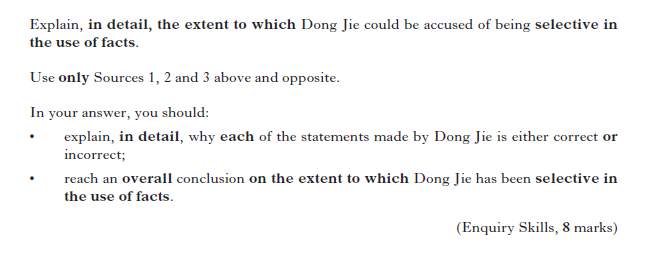 Explain, in detail, the extent to which Dong Jie could be accused of being selective in
the use of facts.
Use only Sources 1, 2 and 3 above and opposite.
In your answer, you should:
• explain, in detail, why each of the statements made by Dong Jie is either correct or
incorrect;
• reach an overall conclusion on the extent to which Dong Jie has been selective in
the use of facts.
(Enquiry Skills, 8 marks)